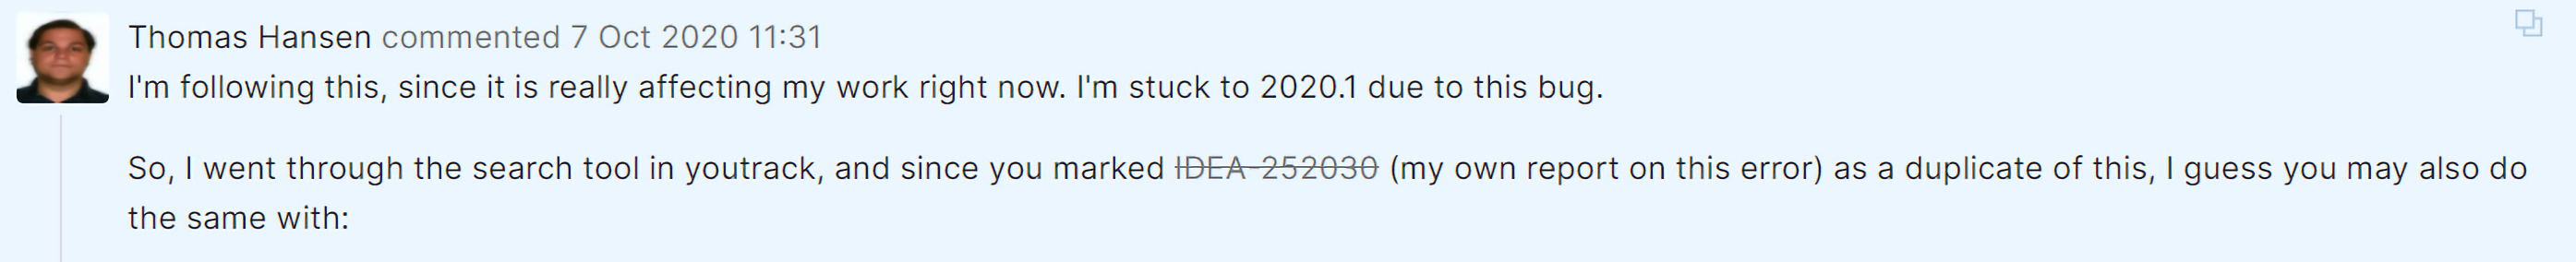 Thomas Hansen commented 7 Oct 2020 11:31
I'm following this, since it is really affecting my work right now. I'm stuck to 2020.1 due to this bug.
So, I went through the search tool in youtrack, and since you marked IDEA-252030 (my own report on this error) as a duplicate of this, I guess you may also do
the same with: